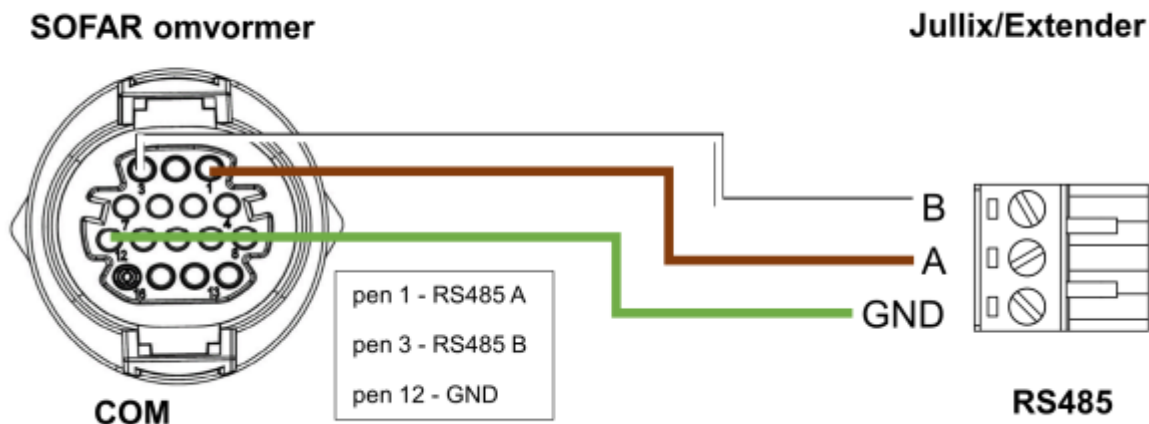 SOFAR omvormer
Jullix/Extender
3
1
7
4
12
8
16
13
B
A
GND
pen 1 - RS485 A
pen 3 - RS485 B
pen 12 - GND
COM
RS485